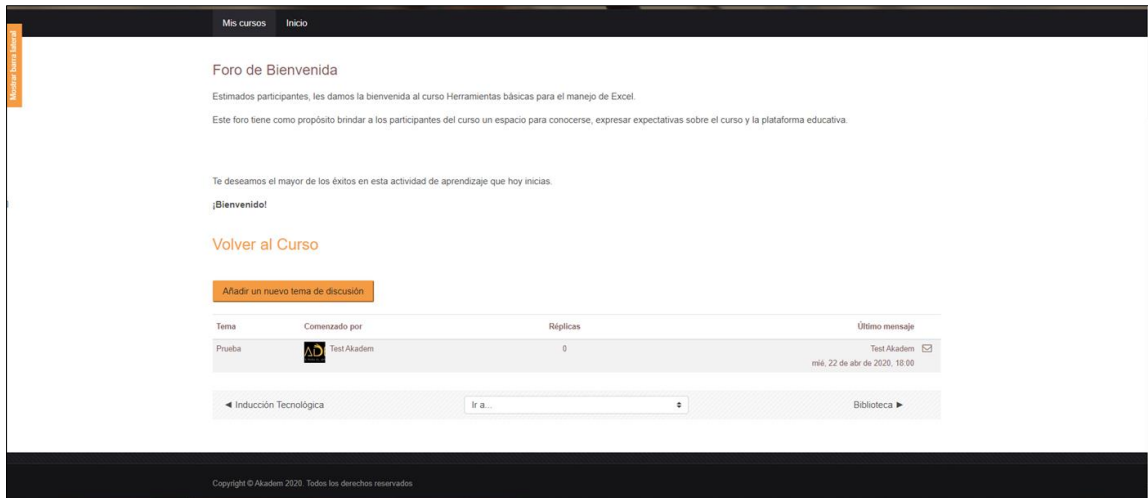 Mis cursos Inicio
Mostrar barra lateral
Foro de Bienvenida
Estimados participantes, les damos la bienvenida al curso Herramientas básicas para el manejo de Excel.
Este foro tiene como propósito brindar a los participantes del curso un espacio para conocerse, expresar expectativas sobre el curso y la plataforma educativa.
Te deseamos el mayor de los éxitos en esta actividad de aprendizaje que hoy inicias.
¡Bienvenido!
Volver al Curso
Añadir un nuevo tema de discusión
Tema Comenzado por Réplicas Último mensaje
Prueba AD Test Akadem 0 Test Akadem
mié, 22 de abr de 2020, 18:00
◄ Inducción Tecnológica Ir a... Biblioteca ►
Copyright © Akadem 2020. Todos los derechos reservados